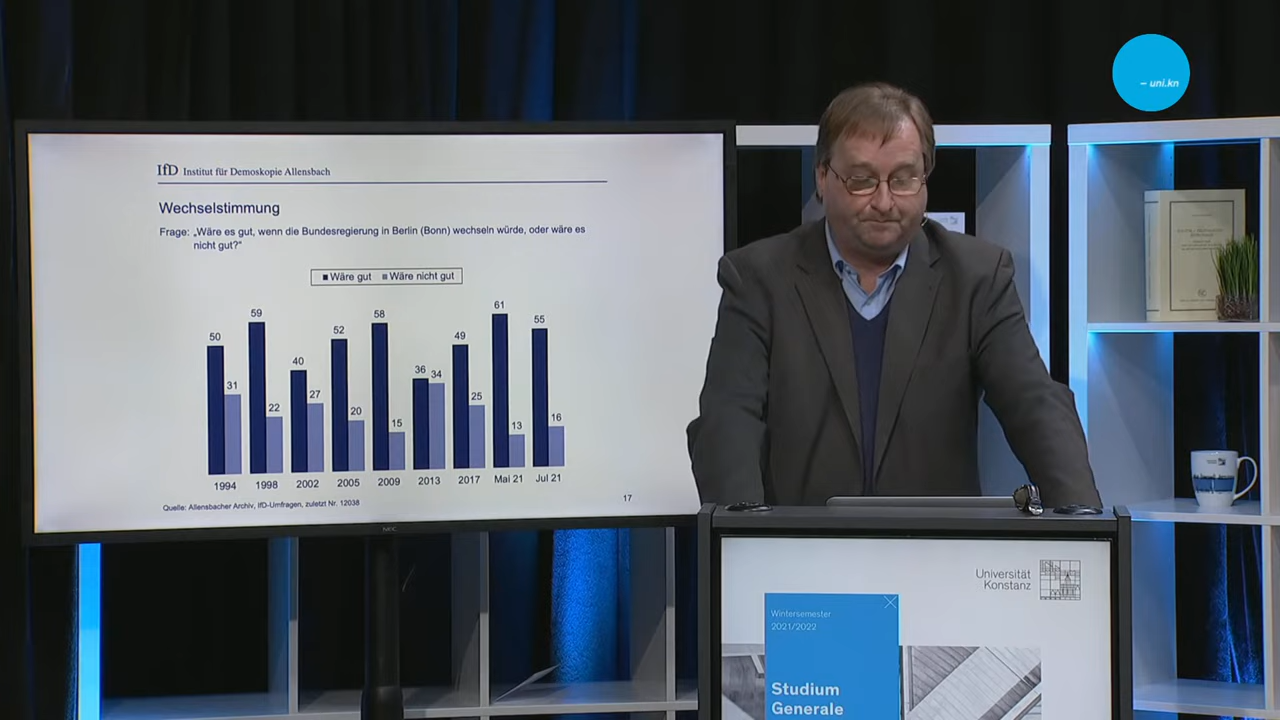 – uni.kn
IfD Institut für Demoskopie Allensbach
Wechselstimmung
Frage: „Wäre es gut, wenn die Bundesregierung in Berlin (Bonn) wechseln würde, oder wäre es
nicht gut?“
Wäre gut Wäre nicht gut
50 31 59 22 40 27 52 20 58 15 36 34 49 25 61 13 55 16
1994 1998 2002 2005 2009 2013 2017 Mai 21 Jul 21
Quelle: Allensbacher Archiv, IfD-Umfragen, zuletzt Nr. 12038
17
NEC
Universität
Konstanz
Wintersemester
2021/2022
Studium
Generale